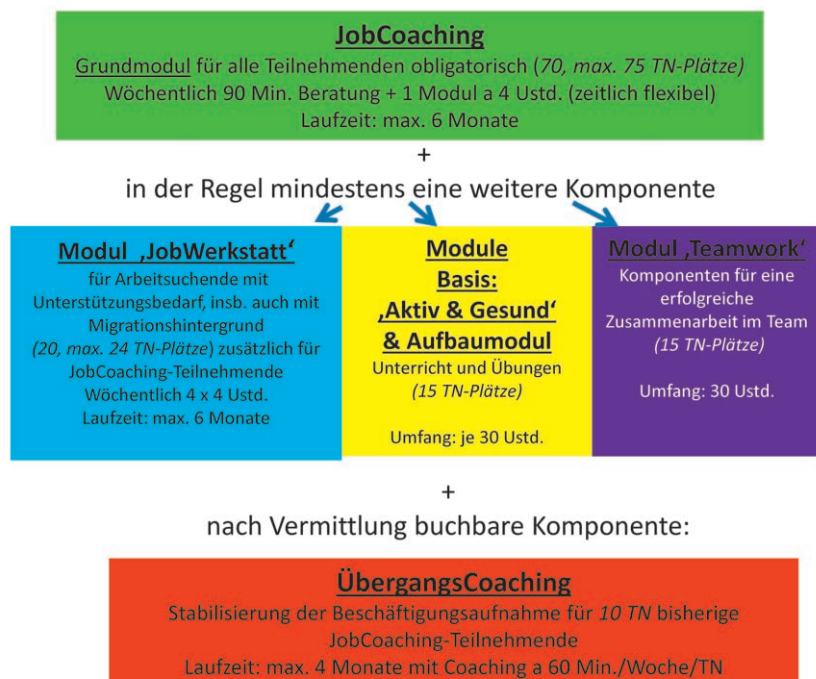 JobCoaching
Grundmodul für alle Teilnehmenden obligatorisch (70, max. 75 TN-Plätze)
Wöchentlich 90 Min. Beratung + 1 Modul a 4 Ustd. (zeitlich flexibel)
Laufzeit: max. 6 Monate
+
in der Regel mindestens eine weitere Komponente
Modul ‚JobWerkstatt‘
für Arbeitsuchende mit
Unterstützungsbedarf, insb. auch mit
Migrationshintergrund
(20, max. 24 TN-Plätze) zusätzlich für
JobCoaching-Teilnehmende
Wöchentlich 4 x 4 Ustd.
Laufzeit: max. 6 Monate
Module
Basis:
‚Aktiv & Gesund‘
& Aufbaumodul
Unterricht und Übungen
(15 TN-Plätze)
Umfang: je 30 Ustd.
Modul ‚Teamwork‘
Komponenten für eine
erfolgreiche
Zusammenarbeit im Team
(15 TN-Plätze)
Umfang: 30 Ustd.
+
nach Vermittlung buchbare Komponente:
ÜbergangsCoaching
Stabilisierung der Beschäftigungsaufnahme für 10 TN bisherige
JobCoaching-Teilnehmende
Laufzeit: max. 4 Monate mit Coaching a 60 Min./Woche/TN